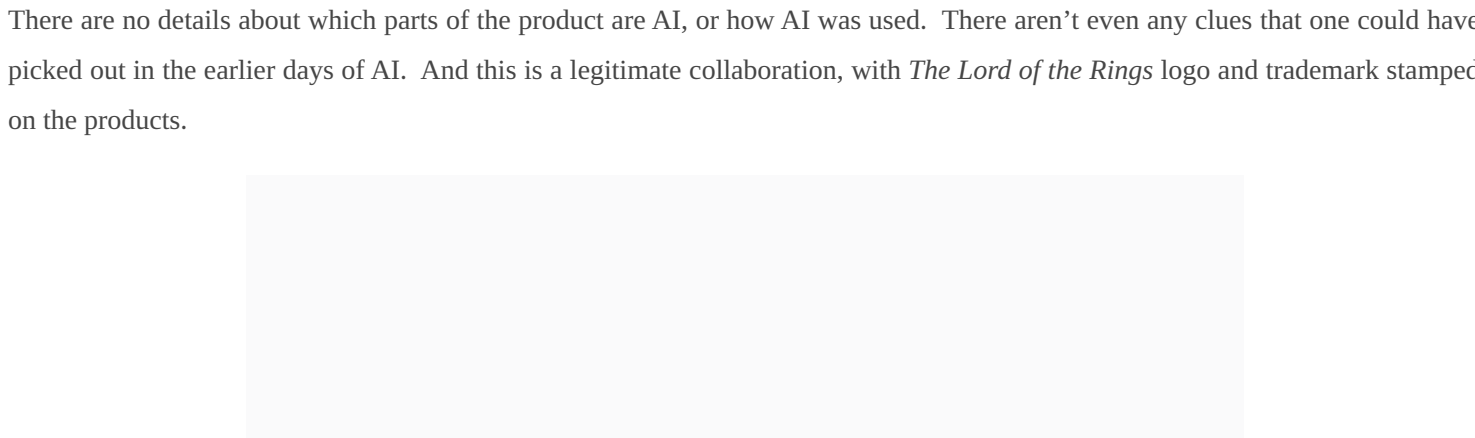 There are no details about which parts of the product are AI, or how AI was used.  There aren’t even any clues that one could have
picked out in the earlier days of AI.  And this is a legitimate collaboration, with The Lord of the Rings logo and trademark stamped
on the products.